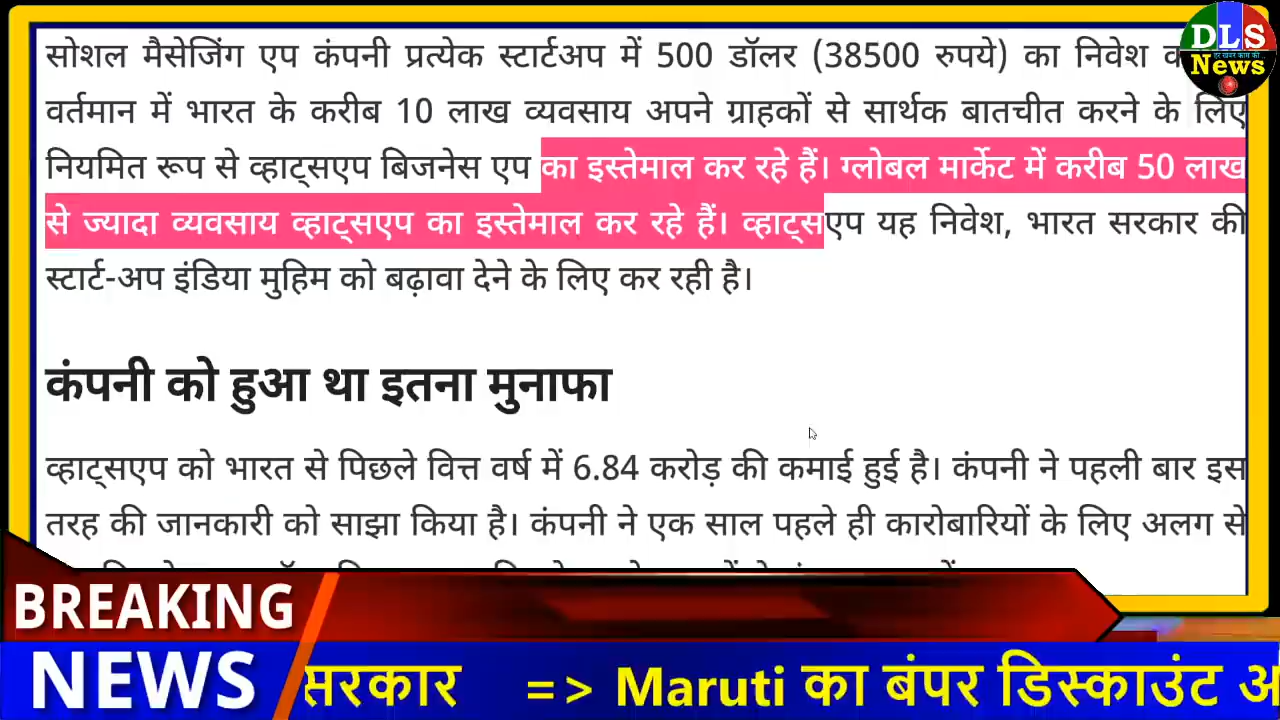 सोशल मैसेजिंग एप कंपनी प्रत्येक स्टार्टअप में 500 डॉलर (38500 रुपये) का निवेश
वर्तमान में भारत के करीब 10 लाख व्यवसाय अपने ग्राहकों से सार्थक बातचीत करने के लिए
नियमित रूप से व्हाट्सएप बिजनेस एप का इस्तेमाल कर रहे हैं। ग्लोबल मार्केट में करीब 50 लाख
से ज्यादा व्यवसाय व्हाट्सएप का इस्तेमाल कर रहे हैं। व्हाट्सएप यह निवेश, भारत सरकार की
स्टार्ट-अप इंडिया मुहिम को बढ़ावा देने के लिए कर रही है।
कंपनी को हुआ था इतना मुनाफा
व्हाट्सएप को भारत से पिछले वित्त वर्ष में 6.84 करोड़ की कमाई हुई है। कंपनी ने पहली बार इस
तरह की जानकारी को साझा किया है। कंपनी ने एक साल पहले ही कारोबारियों के लिए अलग से
DLS
News
BREAKING
NEWS
सरकार => Maruti का बंपर डिस्काउंट